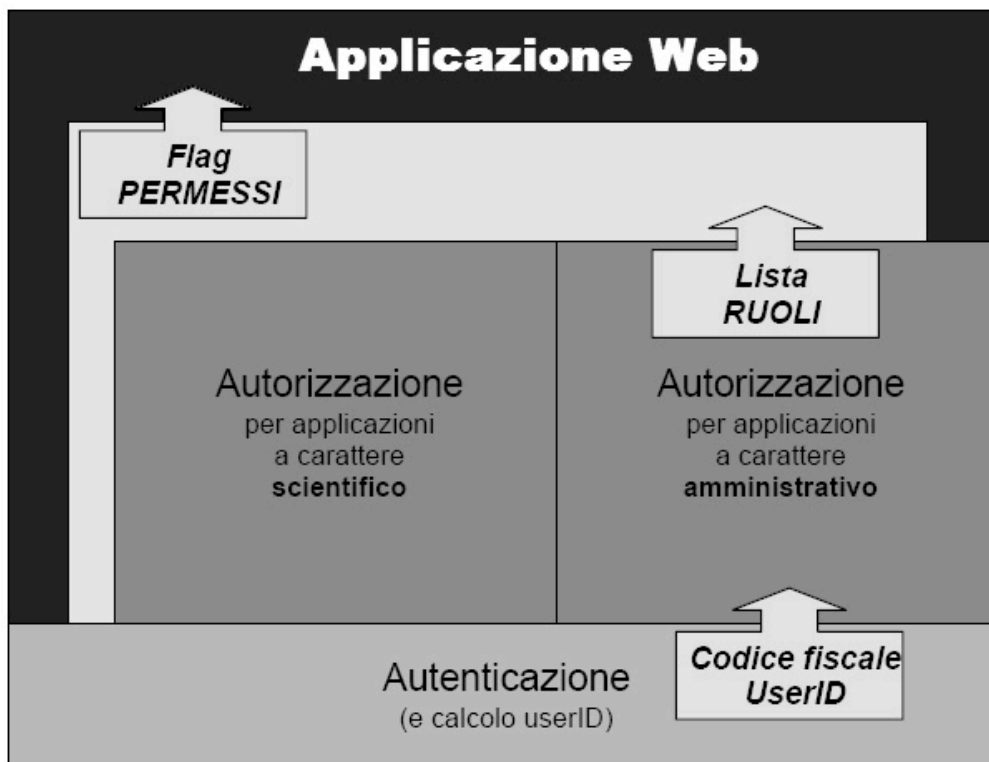 Applicazione Web
Flag
PERMESSI
Lista
RUOLI
Autorizzazione
per applicazioni
a carattere
scientifico
Autorizzazione
per applicazioni
a carattere
amministrativo
Autenticazione
(e calcolo userID)
Codice fiscale
UserID